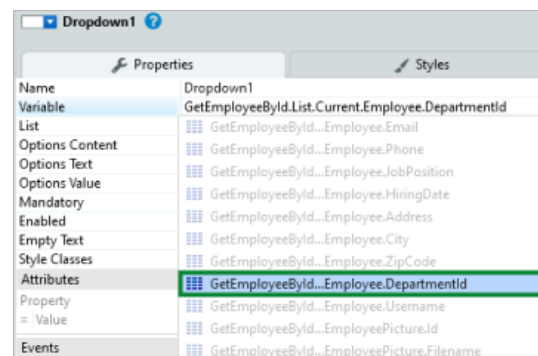 Dropdown1 ?
Properties
Styles
Name Dropdown1
Variable GetEmployeeById.List.Current.Employee.DepartmentId
List GetEmployeeById...Employee.Email
Options Content GetEmployeeById...Employee.Phone
Options Text GetEmployeeById...Employee.JobPosition
Options Value GetEmployeeById...Employee.HiringDate
Mandatory GetEmployeeById...Employee.Address
Enabled GetEmployeeById...Employee.City
Empty Text GetEmployeeById...Employee.ZipCode
Style Classes
Attributes GetEmployeeById...Employee.DepartmentId
Property GetEmployeeById...Employee.Username
= Value GetEmployeeById...EmployeePicture.Id
Events GetEmployeeById...EmployeePicture.Filename